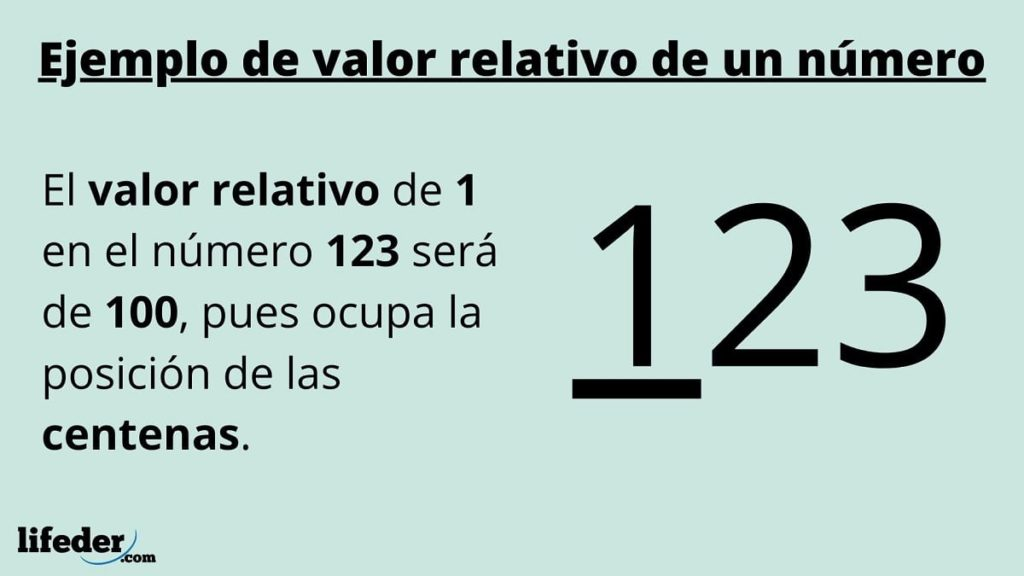 Ejemplo de valor relativo de un número
El valor relativo de 1
en el número 123 será
de 100, pues ocupa la
posición de las
centenas.
123
lifeder.com